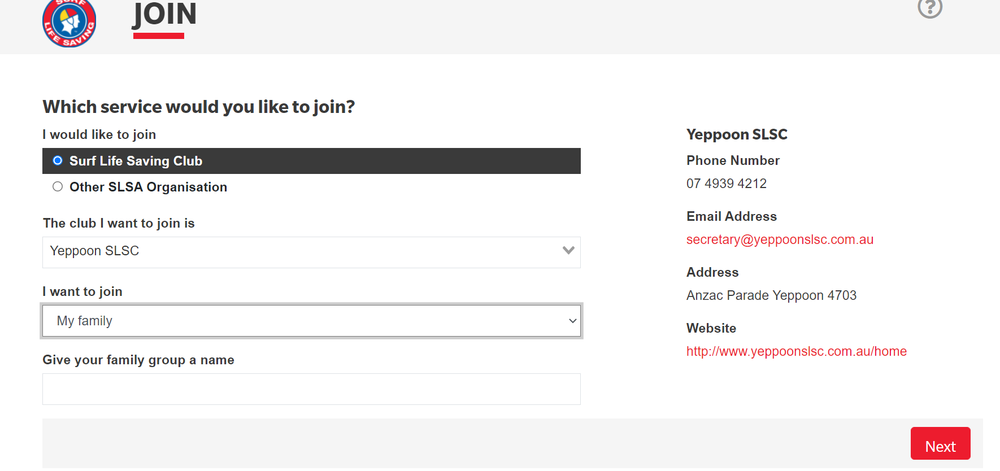 SURF
LIFE SAVING
JOIN
?
Which service would you like to join?
I would like to join
Surf Life Saving Club
Other SLSA Organisation
The club I want to join is
Yeppoon SLSC
I want to join
My family
Give your family group a name
Yeppoon SLSC
Phone Number
07 4939 4212
Email Address
secretary@yeppoonslsc.com.au
Address
Anzac Parade Yeppoon 4703
Website
http://www.yeppoonslsc.com.au/home
Next